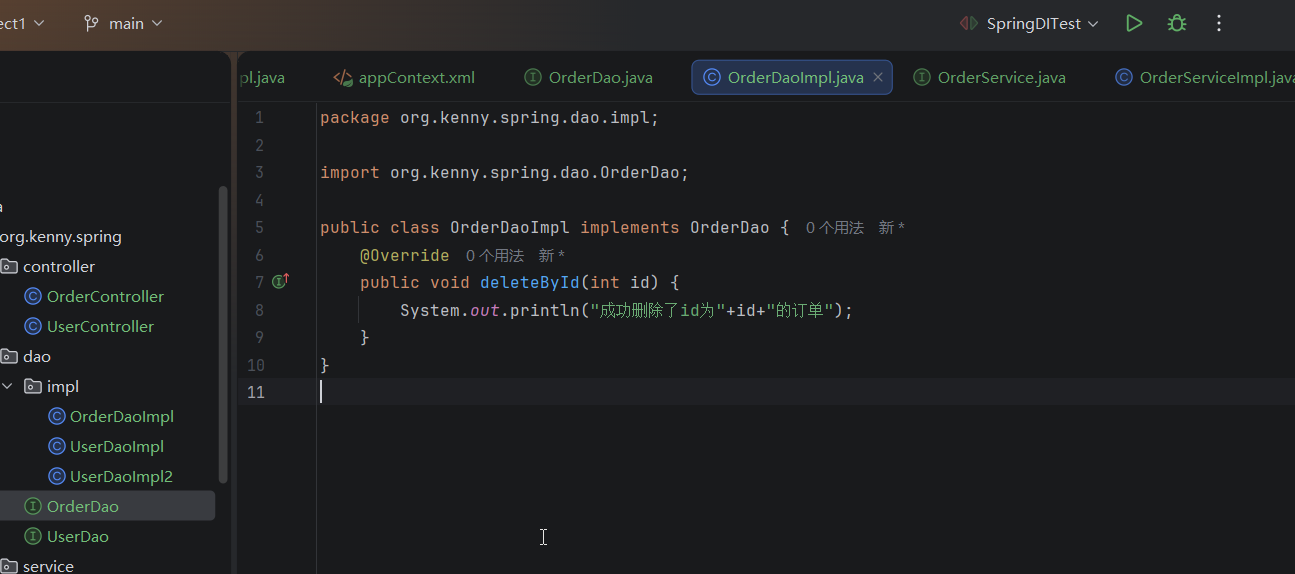 ect1 main SpringDITest
pl.java appContext.xml OrderDao.java OrderDaoImpl.java OrderService.java OrderServiceImpl.java
a
org.kenny.spring
controller
OrderController
UserController
dao
impl
OrderDaoImpl
UserDaoImpl
UserDaoImpl2
OrderDao
UserDao
service
1 package org.kenny.spring.dao.impl;
2
3 import org.kenny.spring.dao.OrderDao;
4
5 public class OrderDaoImpl implements OrderDao { 0 个用法 新 *
6 @Override 0 个用法 新 *
7 public void deleteById(int id) {
8 System.out.println("成功删除了id为"+id+"的订单");
9 }
10 }
11